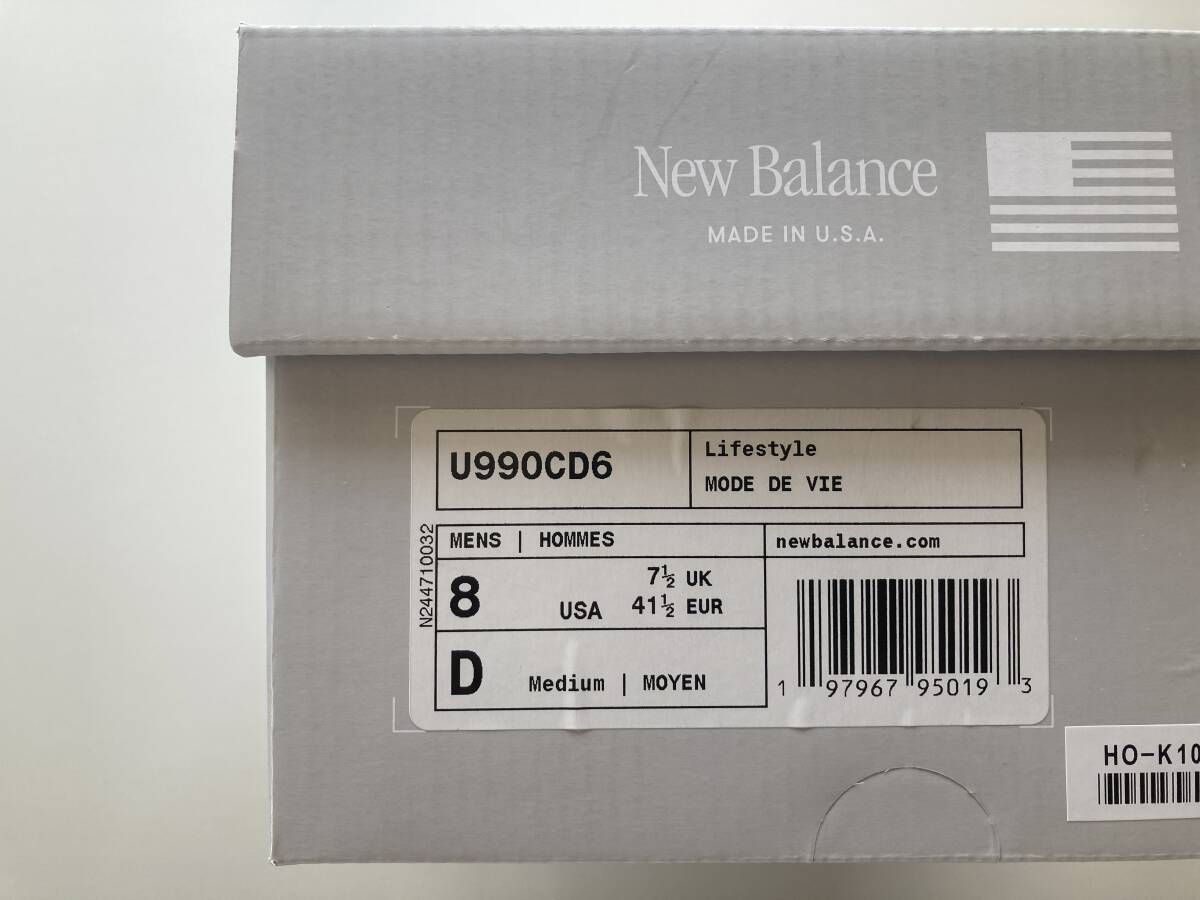 New Balance
MADE IN U.S.A.
U990CD6
Lifestyle
MODE DE VIE
N244710032
MENS | HOMMES
newbalance.com
8 USA 7½ UK
41½ EUR
D Medium | MOYEN
1 97967 95019 3
HO-K10